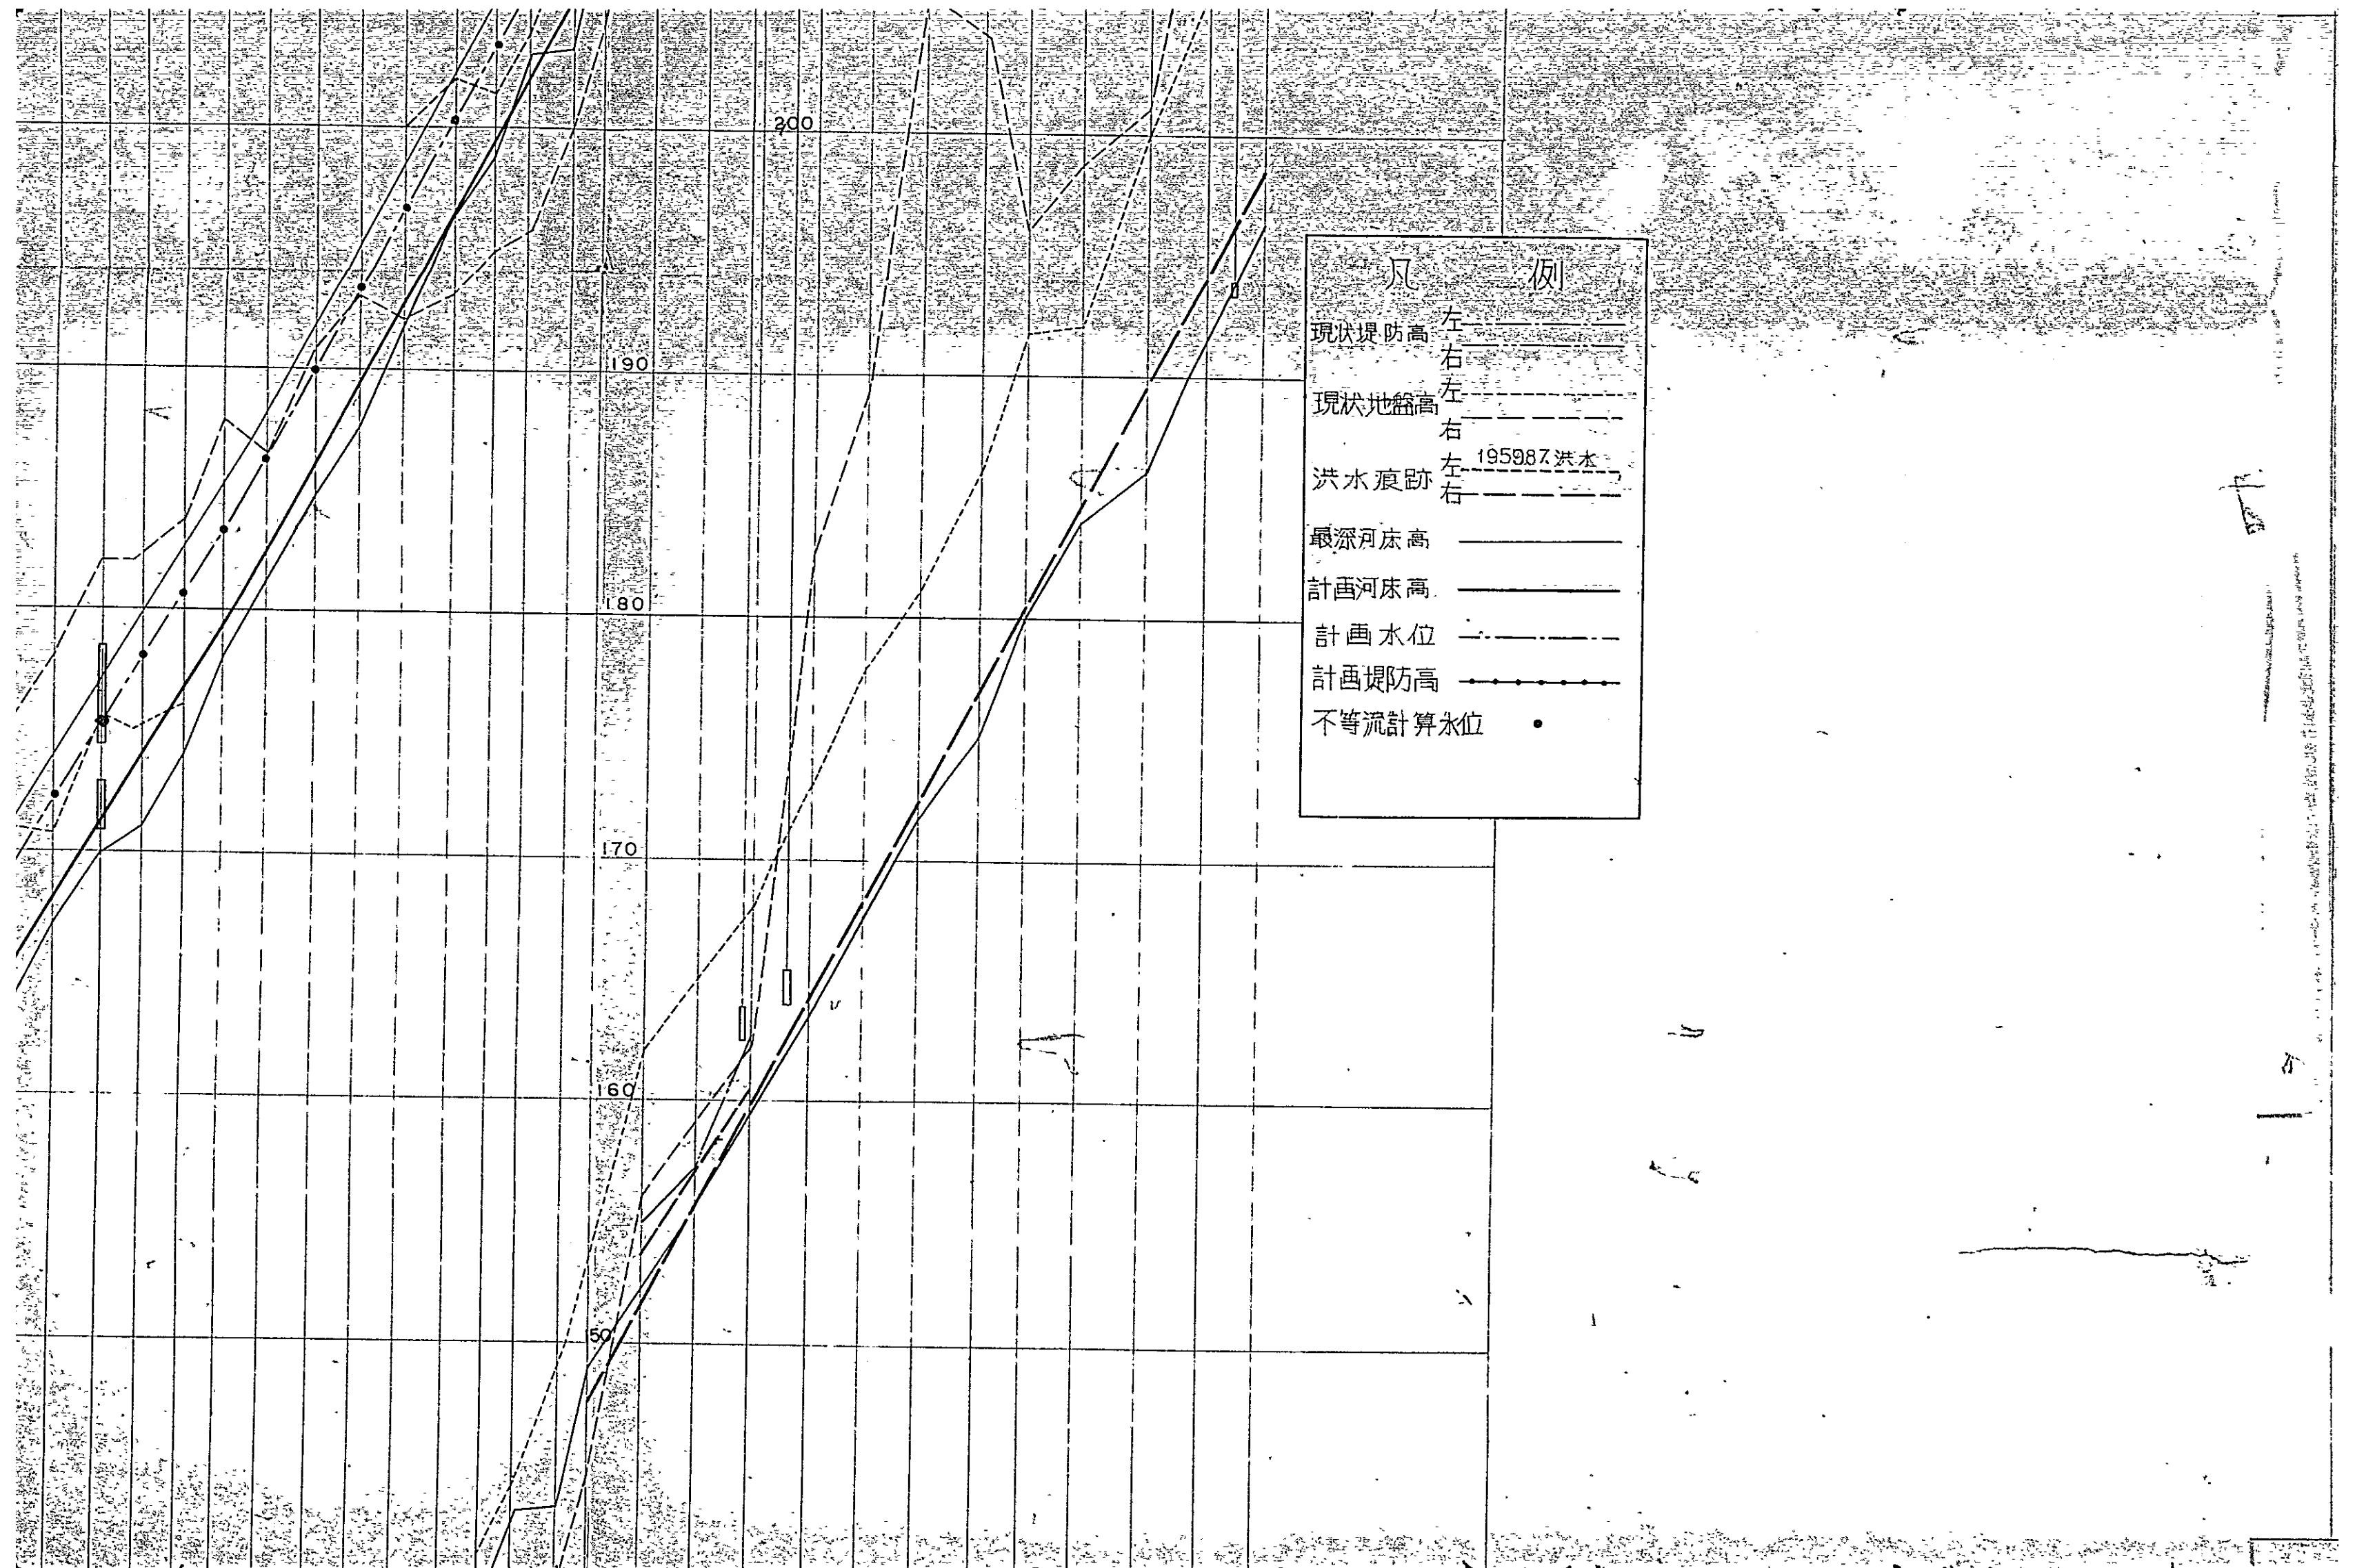 200
190
180
170
160
150
凡 例
現状堤防高 左
右
現状地盤高 左
右
洪水痕跡 左 1959.8.7.洪水
右
最深河床高
計画河床高
計画水位
計画堤防高
不等流計算水位